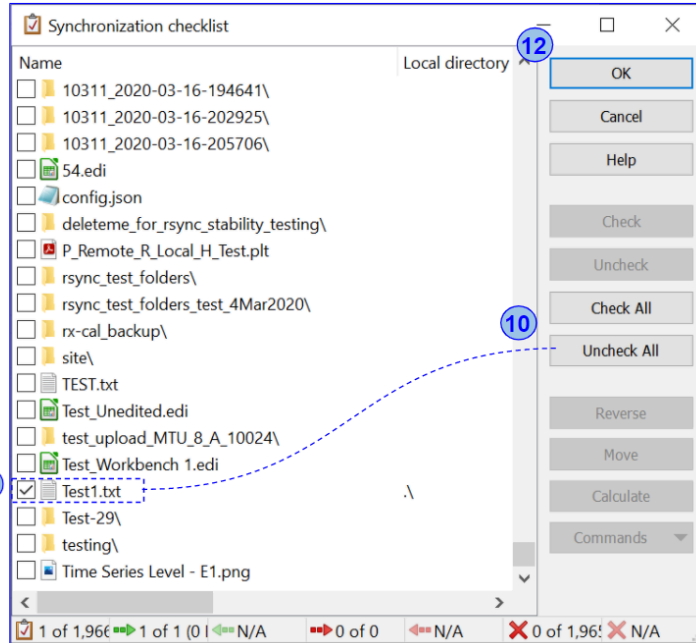 Synchronization checklist
12
Name Local directory
10311_2020-03-16-194641\
10311_2020-03-16-202925\
10311_2020-03-16-205706\
54.edi
config.json
deleteme_for_rsync_stability_testing\
P_Remote_R_Local_H_Test.plt
rsync_test_folders\
rsync_test_folders_test_4Mar2020\
rx-cal_backup\
site\
TEST.txt
Test_Unedited.edi
test_upload_MTU_8_A_10024\
Test_Workbench 1.edi
Test1.txt .\
Test-29\
testing\
Time Series Level - E1.png
OK
Cancel
Help
Check
Uncheck
10
Check All
Uncheck All
Reverse
Move
Calculate
Commands
1 of 1,966 1 of 1 (0 N/A 0 of 0 N/A 0 of 1,965 N/A